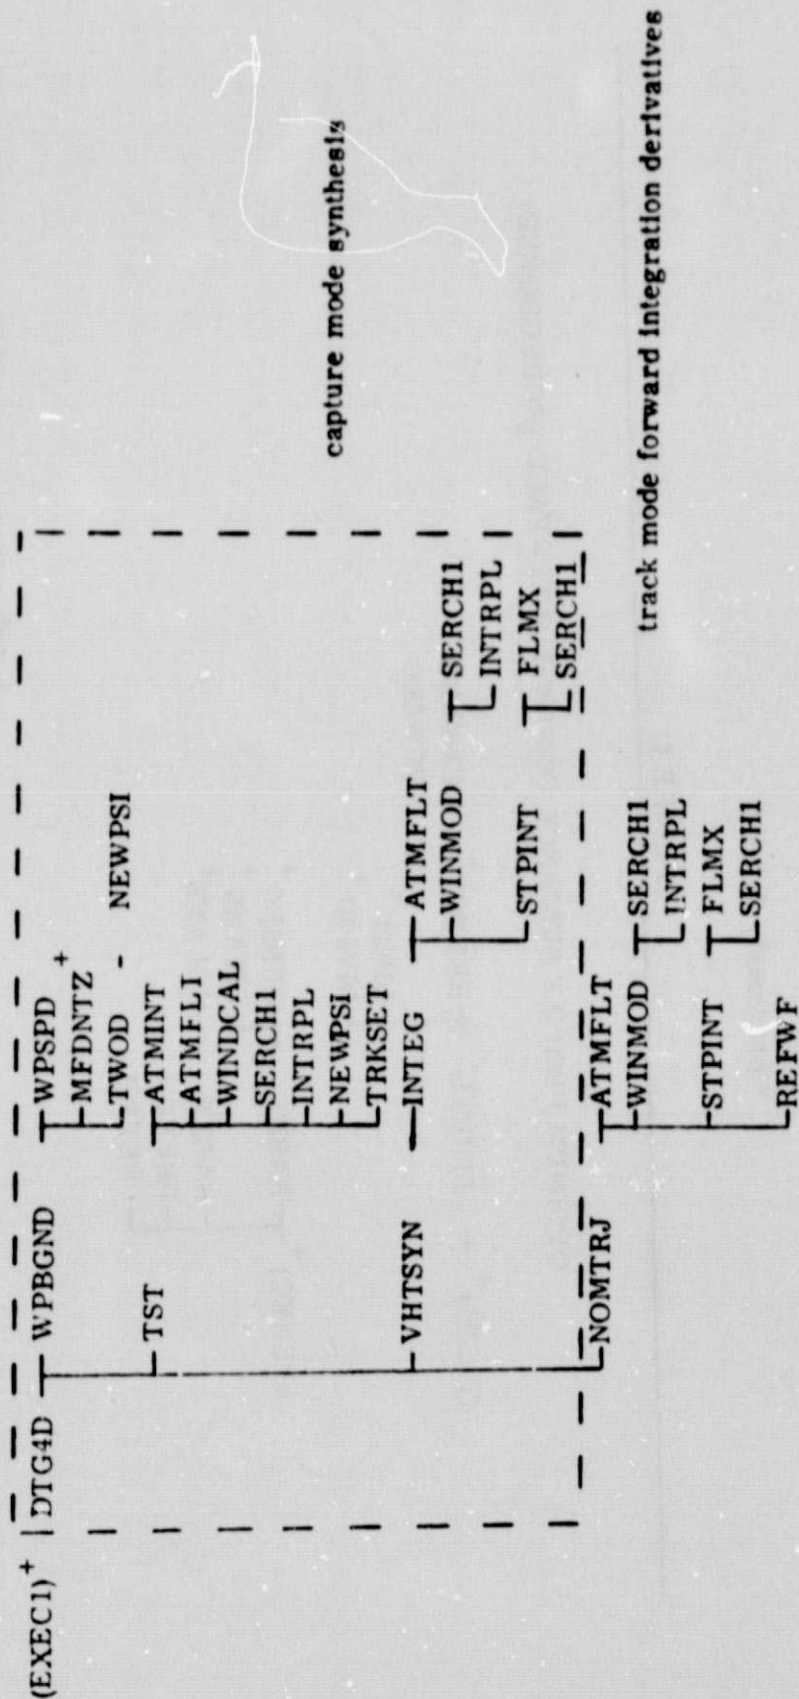 (EXEC1)+ DTG4D WPBGND WPSPD
MFDNTZ+
TWOD - NEWPSI
TST ATMINT
ATMFLI
WINDCAL
SERCH1
INTRPL
NEWPSI
TRKSET
VHTSYN INTEG ATMFLT
WINMOD SERCH1
INTRPL
STPINT FLMX
SERCH1
capture mode synthesis
NOMTRJ ATMFLT
WINMOD SERCH1
INTRPL
STPINT FLMX
SERCH1
REFWF
track mode forward integration derivatives